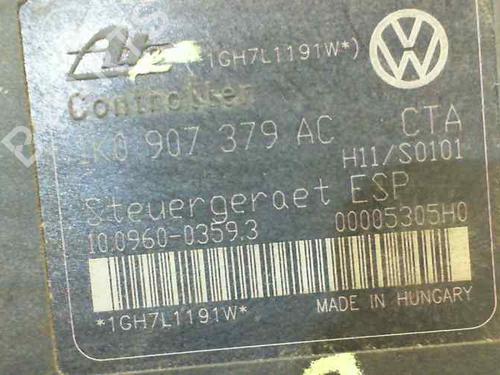 Ate *1GH7L1191W*)
Controller
1K0 907 379 AC CTA
H11/S0101
Steuergeraet ESP
10.0960-0359.3 00005305H0
*1GH7L1191W* MADE IN HUNGARY